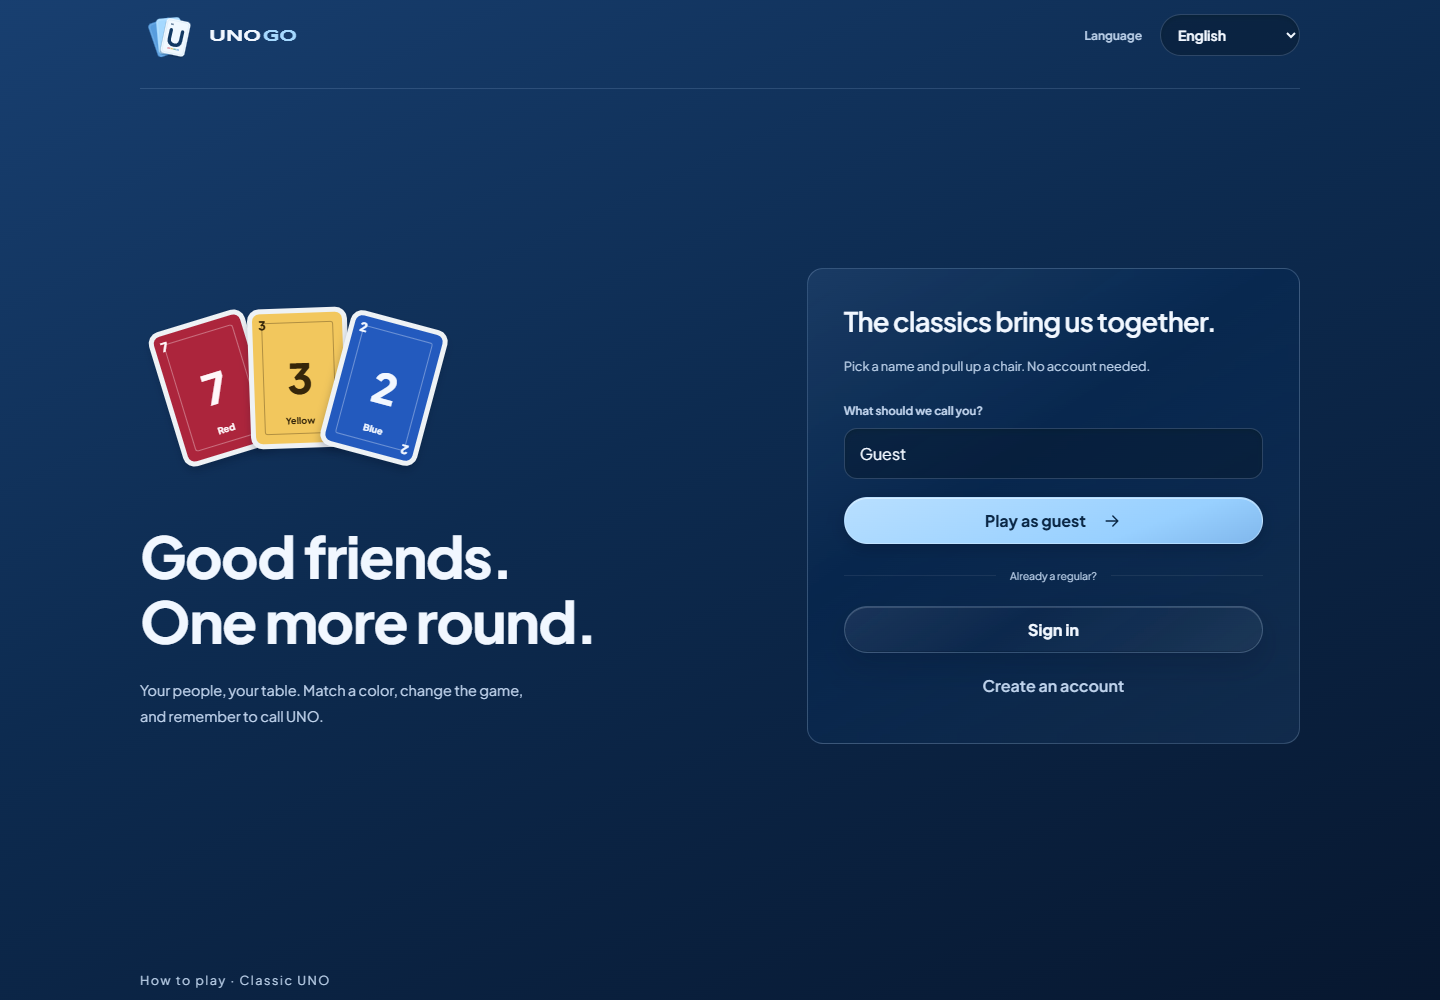 U
UNO GO
Language
English
7
7
Red
3
3
Yellow
2
2
Blue
2
Good friends.
One more round.
Your people, your table. Match a color, change the game,
and remember to call UNO.
The classics bring us together.
Pick a name and pull up a chair. No account needed.
What should we call you?
Guest
Play as guest →
Already a regular?
Sign in
Create an account
How to play · Classic UNO